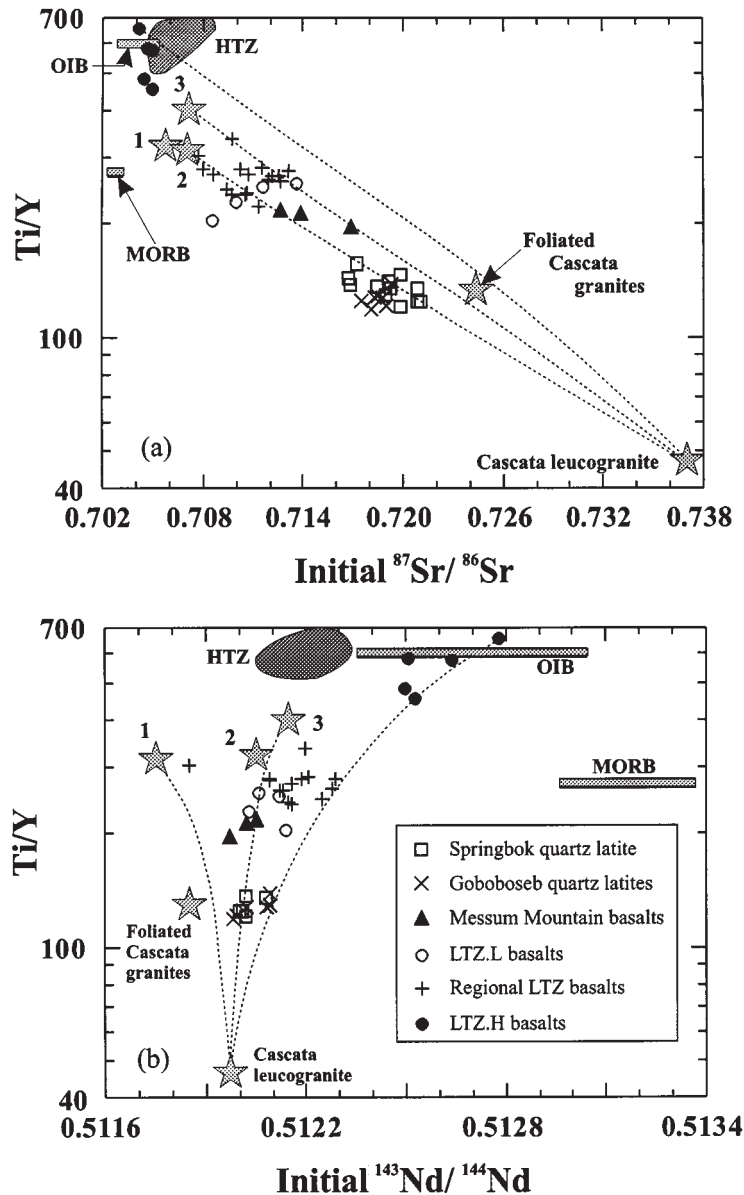 700
HTZ
OIB
3
1
2
MORB
Ti/Y
Foliated
Cascata
granites
100
(a)
Cascata leucogranite
40
0.702 0.708 0.714 0.720 0.726 0.732 0.738
Initial ⁸⁷Sr/ ⁸⁶Sr
700
HTZ
OIB
1
2
3
MORB
Ti/Y
Springbok quartz latite
Goboboseb quartz latites
Messum Mountain basalts
LTZ.L basalts
Regional LTZ basalts
LTZ.H basalts
Foliated
Cascata
granites
100
(b)
Cascata
leucogranite
40
0.5116 0.5122 0.5128 0.5134
Initial ¹⁴³Nd/ ¹⁴⁴Nd